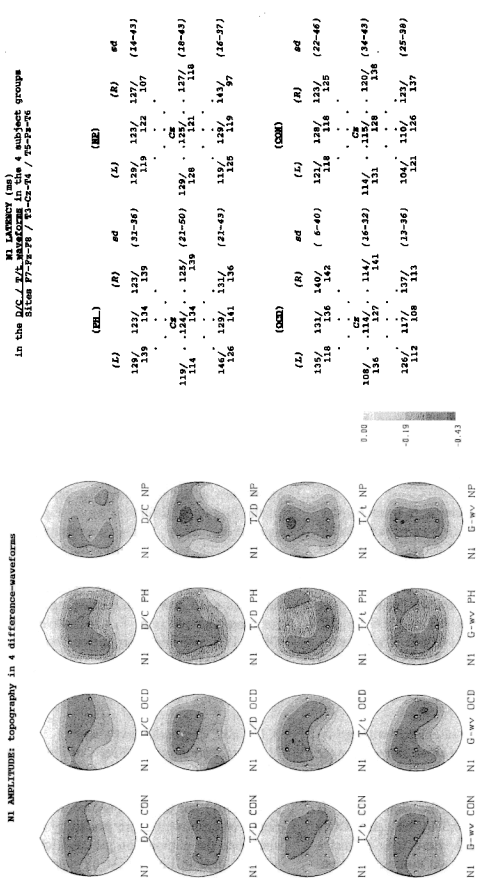 N1 AMPLITUDE: topography in 4 difference-waveforms
N1 D/C CON N1 D/C OCD N1 D/C PH N1 D/C NP
N1 T/D CON N1 T/D OCD N1 T/D PH N1 T/D NP
N1 T/t CON N1 T/t OCD N1 T/t PH N1 T/t NP
N1 G-wv CON N1 G-wv OCD N1 G-wv PH N1 G-wv NP
0.00
-0.19
-0.43
N1 LATENCY (ms)
in the D/C / T/t waveforms in the 4 subject groups
Sites F7-Fz-F8 / T3-Cz-T4 / T5-Pz-T6
(PH_) (NP)
(L) (R) sd (L) (R) sd
129/ 123/ 123/ (31-36) 129/ 123/ 127/ (14-43)
139 134 139 119 122 107
Cz Cz
119/ . .124/ . . 125/ (21-50) 129/ . .125/ . . 127/ (18-43)
114 134 139 128 121 118
146/ 129/ 131/ (21-43) 119/ 129/ 143/ (16-37)
126 141 136 125 119 97
(OCD) (CON)
(L) (R) sd (L) (R) sd
135/ 131/ 140/ ( 6-40) 121/ 128/ 123/ (22-46)
118 136 142 118 118 125
Cz Cz
108/ . .114/ . . 114/ (16-32) 114/ . .115/ . . 120/ (34-43)
136 127 141 131 128 138
126/ 117/ 137/ (13-36) 104/ 110/ 123/ (25-38)
112 108 113 121 126 137